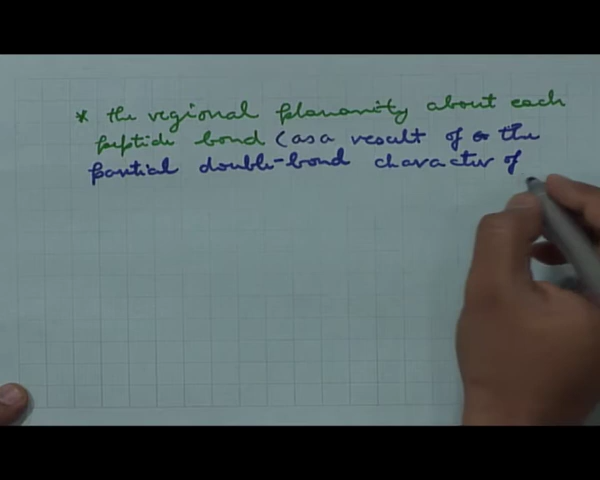 * the regional planarity about each
peptide bond (as a result of the
partial double-bond character of